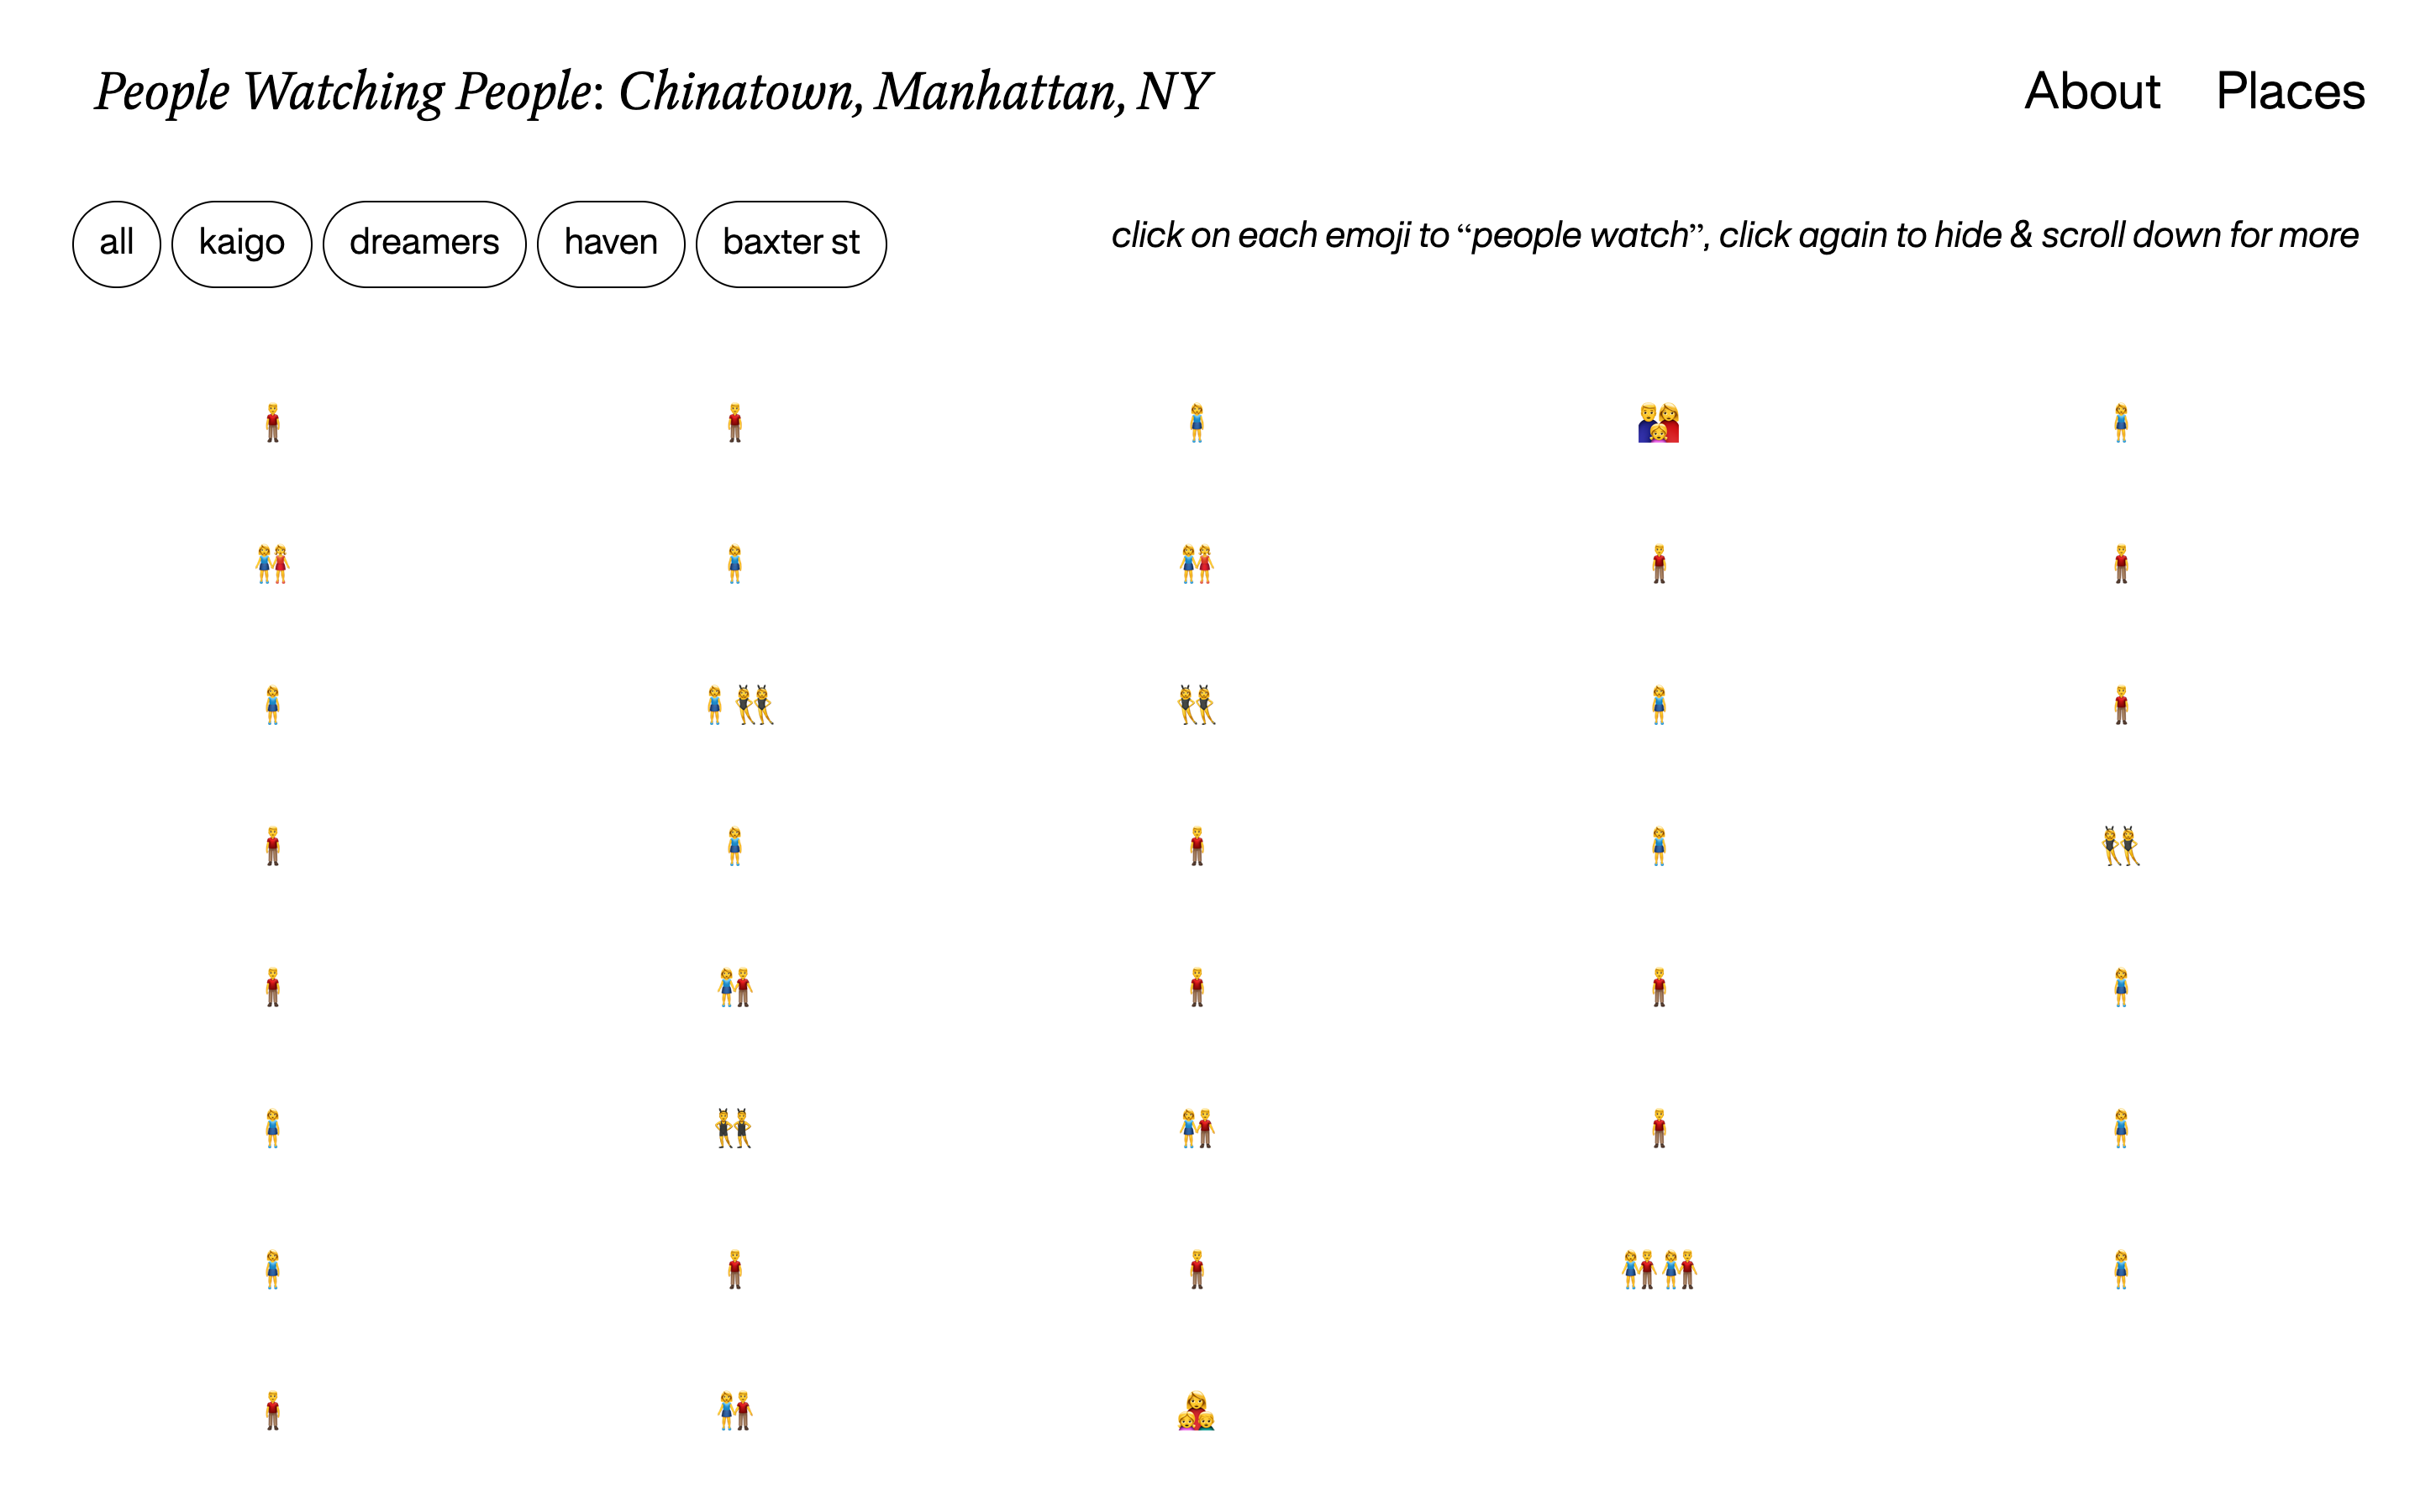 People Watching People: Chinatown, Manhattan, NY
About Places
all kaigo dreamers haven baxter st
click on each emoji to “people watch”, click again to hide & scroll down for more